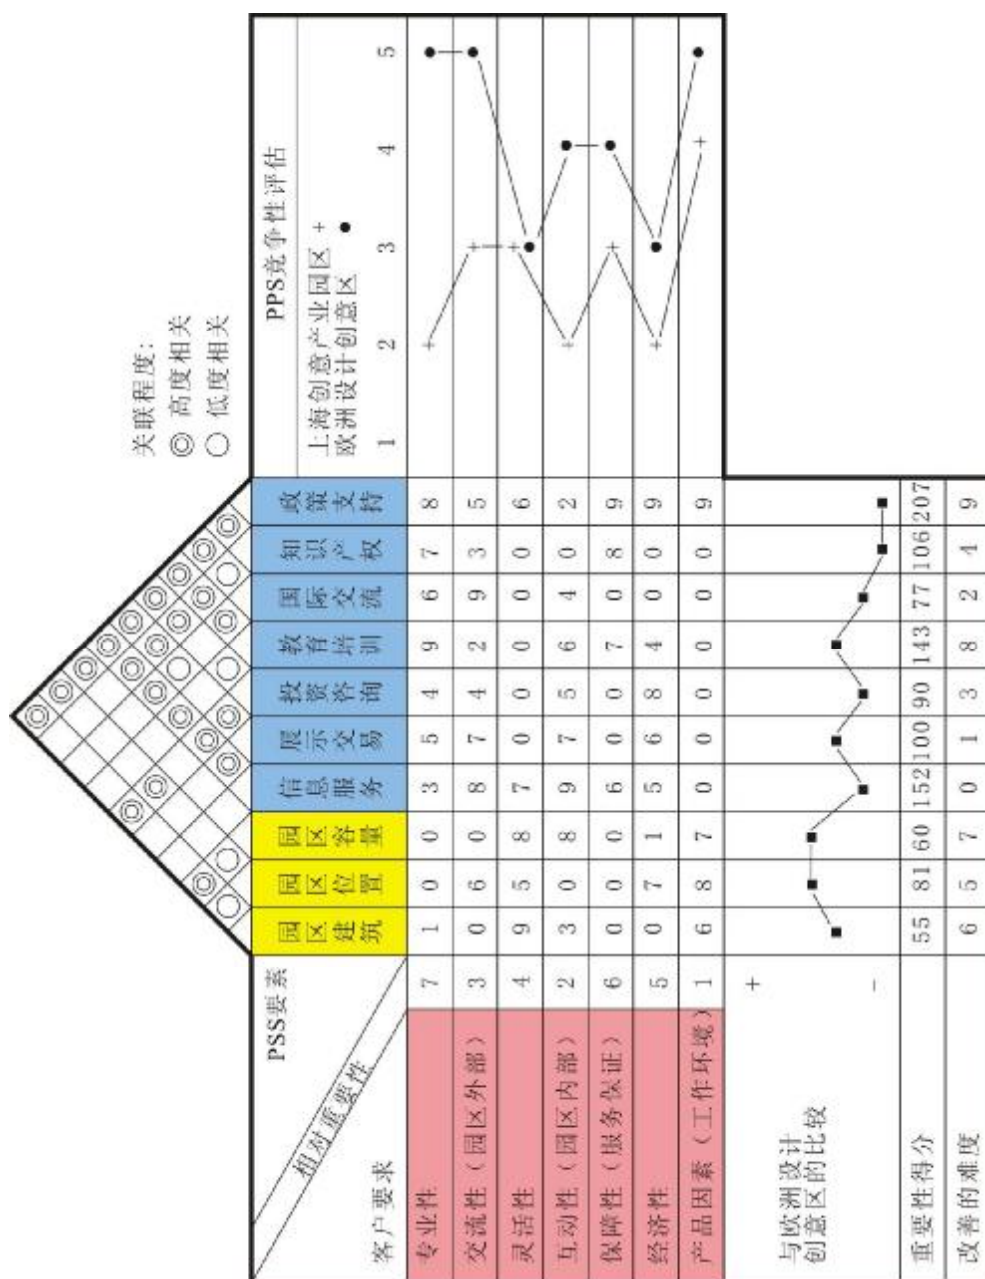 关联程度：
◎ 高度相关
○ 低度相关
PSS要素
相对重要性
客户要求
园区建筑
园区位置
园区容量
信息服务
展示交易
投资咨询
教育培训
国际交流
知识产权
政策支持
PPS竞争性评估
上海创意产业园区 +
欧洲设计创意区 ●
1 2 3 4 5
专业性 7 1 0 0 3 5 4 9 6 7 8
交流性（园区外部） 3 0 6 0 8 7 4 2 9 3 5
灵活性 4 9 5 8 7 0 0 0 0 0 6
互动性（园区内部） 2 3 0 8 9 7 5 6 4 0 2
保障性（服务保证） 6 0 0 0 6 0 0 7 0 8 9
经济性 5 0 7 1 5 6 8 4 0 0 9
产品因素（工作环境） 1 6 8 7 0 0 0 0 0 0 9
与欧洲设计
创意区的比较
+
−
重要性得分 55 81 60 152 100 90 143 77 106 207
改善的难度 6 5 7 0 1 3 8 2 4 9